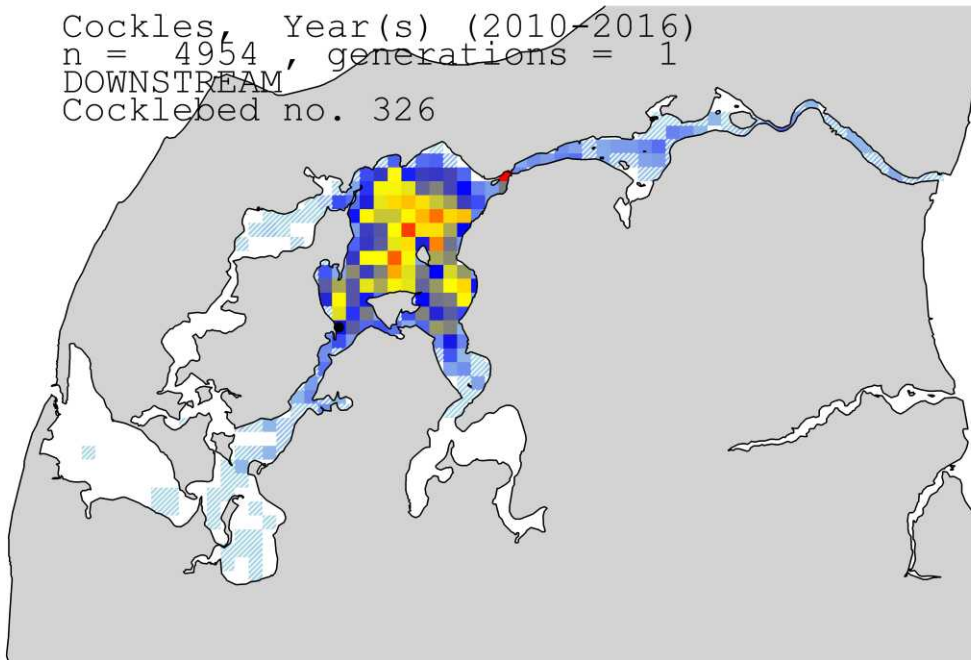 Cockles, Year(s) (2010-2016)
n = 4954 , generations = 1
DOWNSTREAM
Cocklebed no. 326